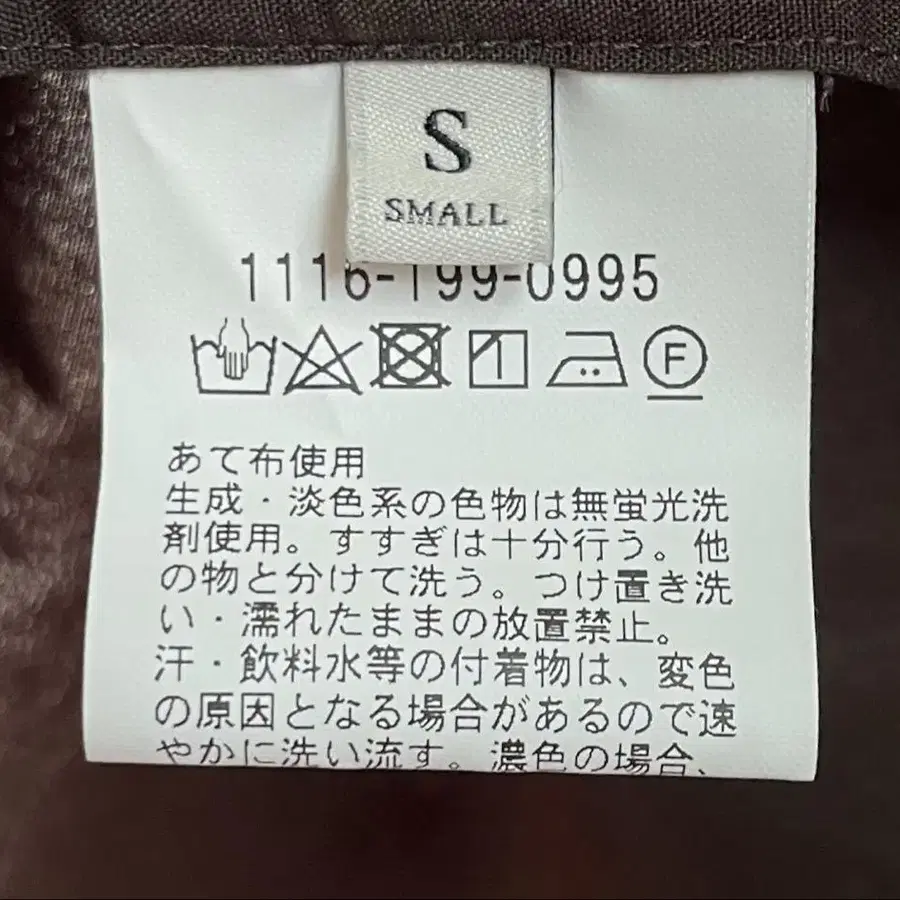 S
SMALL
1116-199-0995
F
あて布使用
生成・淡色系の色物は無蛍光洗
剤使用。すすぎは十分行う。他
の物と分けて洗う。つけ置き洗
い・濡れたままの放置禁止。
汗・飲料水等の付着物は、変色
の原因となる場合があるので速
やかに洗い流す。濃色の場合、